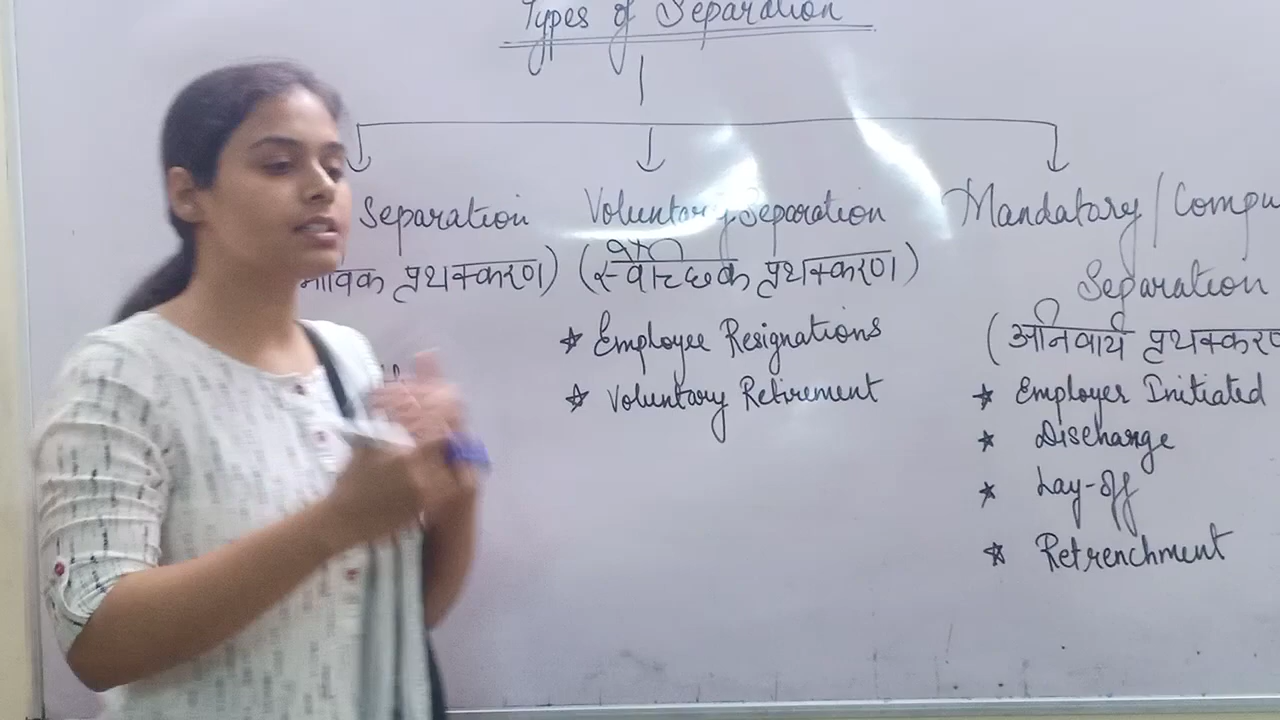 Types of Separation
Separation
पृथक्करण)
Voluntary Separation
पृथक्करण)
★ Employee Resignations
★ Voluntary Retirement
Mandatory/Compu
Separation
(अनिवार्य पृथक्करण
★ Employer Initiated
★ Discharge
★ Lay-off
★ Retrenchment